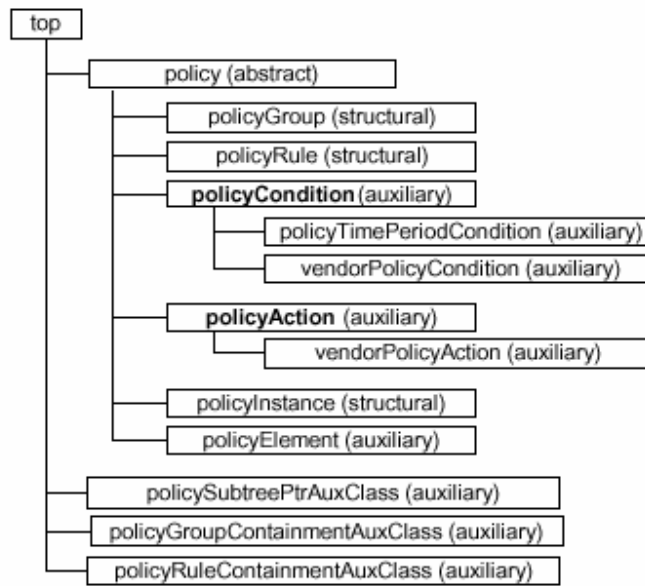 top
policy (abstract)
policyGroup (structural)
policyRule (structural)
policyCondition (auxiliary)
policyTimePeriodCondition (auxiliary)
vendorPolicyCondition (auxiliary)
policyAction (auxiliary)
vendorPolicyAction (auxiliary)
policyInstance (structural)
policyElement (auxiliary)
policySubtreePtrAuxClass (auxiliary)
policyGroupContainmentAuxClass (auxiliary)
policyRuleContainmentAuxClass (auxiliary)